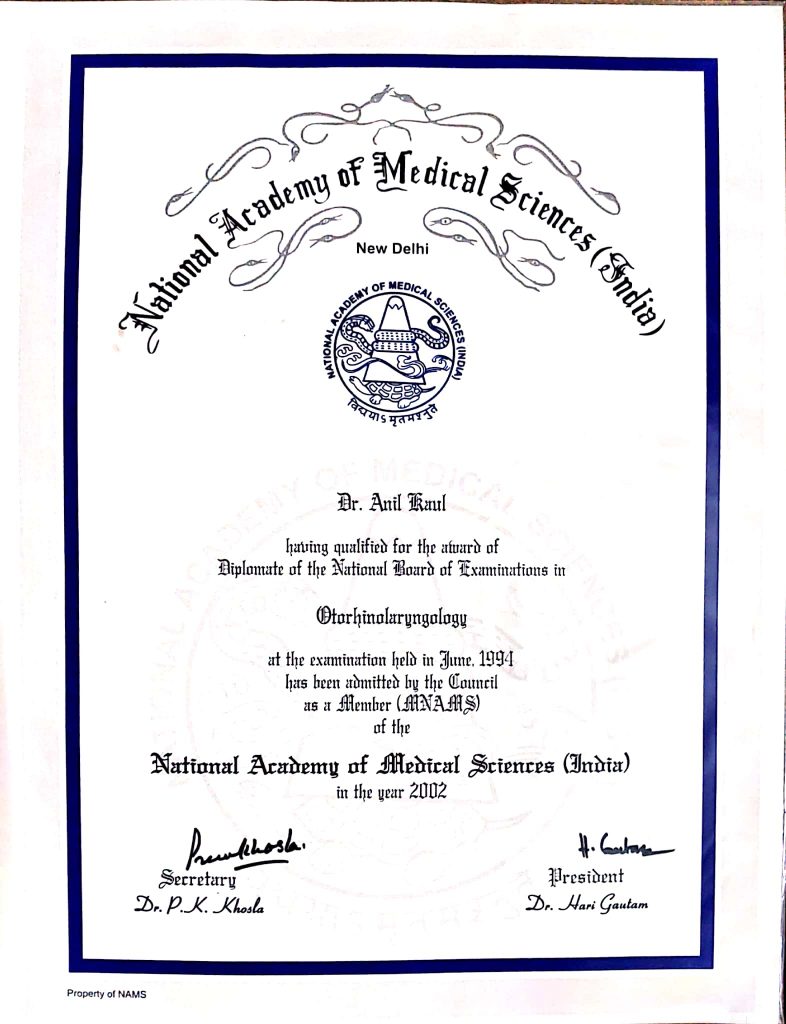 National Academy of Medical Sciences (India)
New Delhi
NATIONAL ACADEMY OF MEDICAL SCIENCES (INDIA)
विद्ययाऽमृतमश्नुते
Dr. Anil Kaul
having qualified for the award of
Diplomate of the National Board of Examinations in
Otorhinolaryngology
at the examination held in June, 1994
has been admitted by the Council
as a Member (MNAMS)
of the
National Academy of Medical Sciences (India)
in the year 2002
H. Gautam
Secretary
President
Dr. P. K. Khosla
Dr. Hari Gautam
Property of NAMS